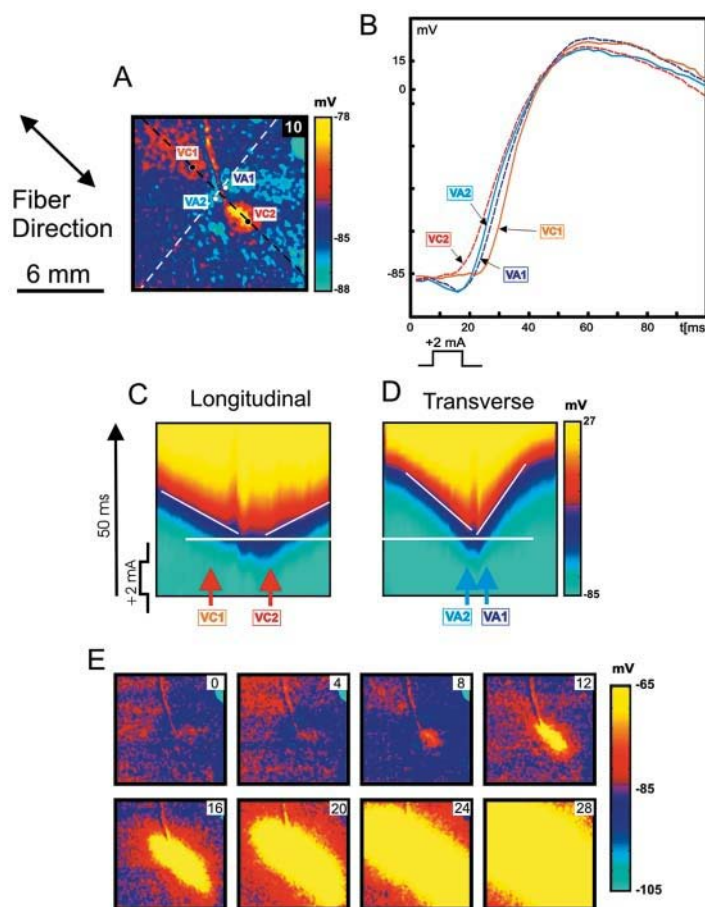 A
mV
10
-78
-85
-88
VC1
VA1
VA2
VC2
Fiber
Direction
6 mm
B
mV
15
0
-85
VA2
VC2
VC1
VA1
0
20
40
60
80
t[ms
+2 mA
C
Longitudinal
D
Transverse
mV
27
-85
50 ms
+2 mA
VC1
VC2
VA2
VA1
E
mV
0
4
8
12
-65
-85
-105
16
20
24
28